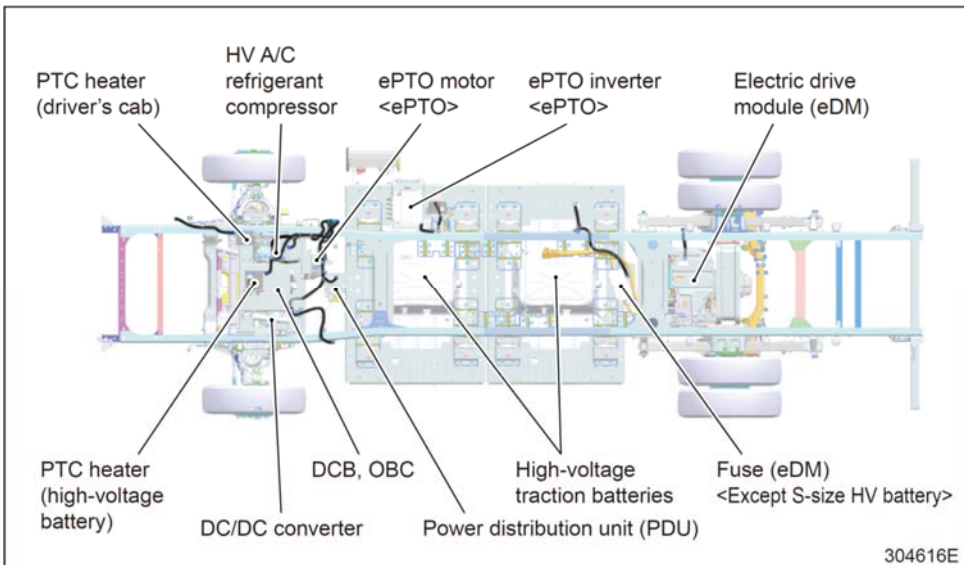 PTC heater
(driver's cab)
HV A/C
refrigerant
compressor
ePTO motor
<ePTO>
ePTO inverter
<ePTO>
Electric drive
module (eDM)
PTC heater
(high-voltage
battery)
DC/DC converter
DCB, OBC
Power distribution unit (PDU)
High-voltage
traction batteries
Fuse (eDM)
<Except S-size HV battery>
304616E